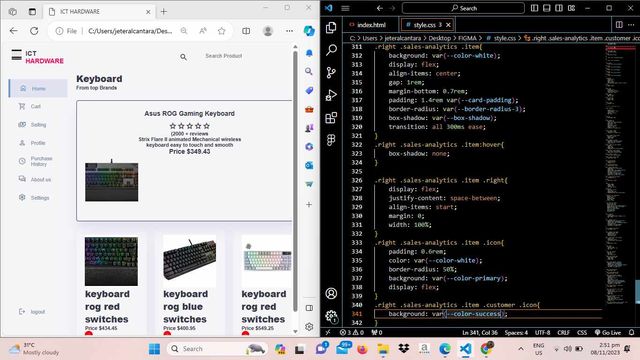 ICT HARDWARE
File | C:/Users/jeteralcantara/Des...
ICT
HARDWARE
Search Product
Home
Cart
Selling
Profile
Purchase
History
About us
Settings
logout
Keyboard
From top Brands
Asus ROG Gaming Keyboard
(2000 + reviews
Strix Flare II animated Mechanical wireless
keyboard easy to touch and smooth
Price $349.43
keyboard
rog red
switches
Price $434.45
keyboard
rog blue
switches
Price $400.95
keyboard
rog red
switches
Price $549.25
Search
index.html
style.css 3
C: > Users > jeteralcantara > Desktop > FIGMA > style.css > .right .sales-analytics .item .customer .ico
311 .right .sales-analytics .item{
312 background: var(--color-white);
313 display: flex;
314 align-items: center;
315 gap: 1rem;
316 margin-bottom: 0.7rem;
317 padding: 1.4rem var(--card-padding);
318 border-radius: var(--border-radius-3);
319 box-shadow: var(--box-shadow);
320 transition: all 300ms ease;
321 }
322 .right .sales-analytics .item:hover{
323 box-shadow: none;
324 }
325
326 .right .sales-analytics .item .right{
327 display: flex;
328 justify-content: space-between;
329 align-items: start;
330 margin: 0;
331 width: 100%;
332 }
333 .right .sales-analytics .item .icon{
334 padding: 0.6rem;
335 color: var(--color-white);
336 border-radius: 50%;
337 background: var(--color-primary);
338 display: flex;
339 }
340 .right .sales-analytics .item .customer .icon{
341 background: var(--color-success);
342 }
3 0 0
Ln 341, Col 36 Spaces: 4 UTF-8 CRLF CSS Go Live
31°C
Mostly cloudy
Search
99+
ENG
US
2:51 pm
08/11/2023